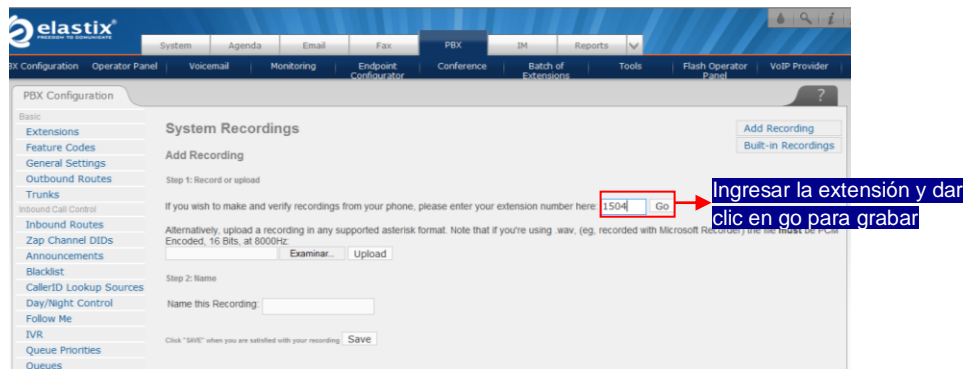 elastix
FREEDOM TO COMMUNICATE
System Agenda Email Fax PBX IM Reports
BX Configuration Operator Panel Voicemail Monitoring Endpoint Configurator Conference Batch of Extensions Tools Flash Operator Panel VoIP Provider
PBX Configuration ?
Basic
Extensions
Feature Codes
General Settings
Outbound Routes
Trunks
Inbound Call Control
Inbound Routes
Zap Channel DIDs
Announcements
Blacklist
CallerID Lookup Sources
Day/Night Control
Follow Me
IVR
Queue Priorities
Queues
System Recordings
Add Recording
Built-in Recordings
Add Recording
Step 1: Record or upload
If you wish to make and verify recordings from your phone, please enter your extension number here: 1504 Go
Alternatively, upload a recording in any supported asterisk format. Note that if you're using .wav, (eg, recorded with Microsoft Recorder) the file must be PCM
Encoded, 16 Bits, at 8000Hz:
Examinar... Upload
Step 2: Name
Name this Recording:
Click "SAVE" when you are satisfied with your recording Save
Ingresar la extensión y dar
clic en go para grabar